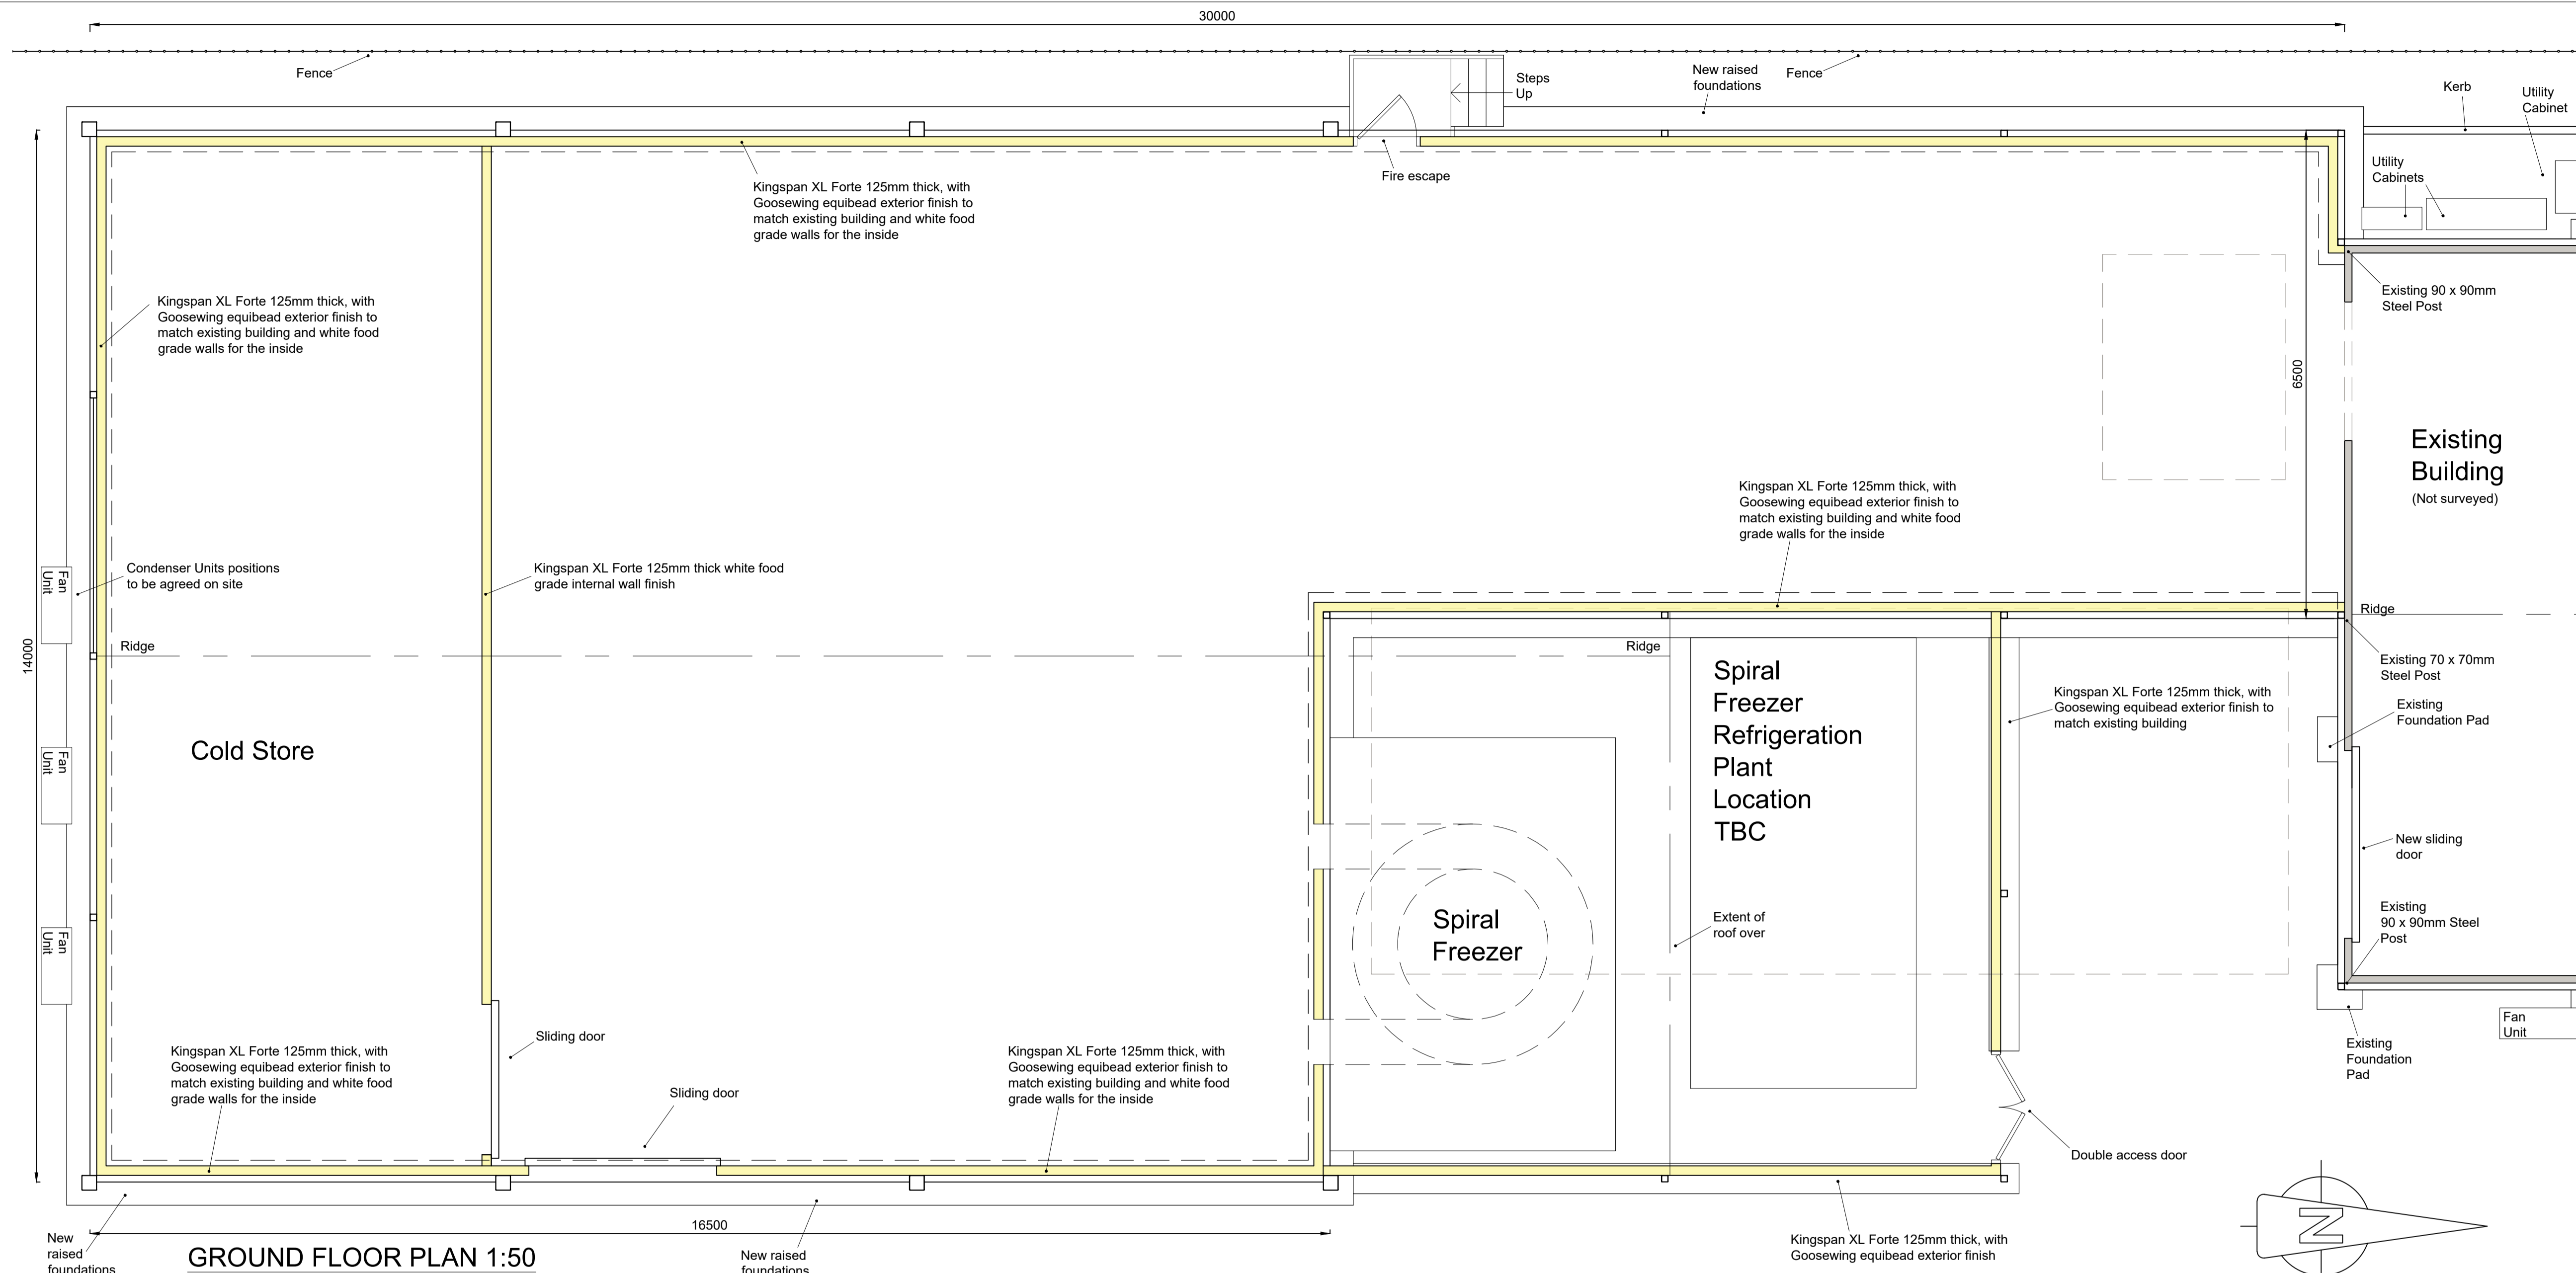 30000
Fence
Steps
Up
New raised
foundations
Fence
Kerb
Utility
Cabinet
Utility
Cabinets
Fire escape
Kingspan XL Forte 125mm thick, with
Goosewing equibead exterior finish to
match existing building and white food
grade walls for the inside
Existing 90 x 90mm
Steel Post
Kingspan XL Forte 125mm thick, with
Goosewing equibead exterior finish to
match existing building and white food
grade walls for the inside
6500
Existing
Building
(Not surveyed)
Kingspan XL Forte 125mm thick, with
Goosewing equibead exterior finish to
match existing building and white food
grade walls for the inside
Fan
Unit
Condenser Units positions
to be agreed on site
Kingspan XL Forte 125mm thick white food
grade internal wall finish
14000
Ridge
Ridge
Ridge
Existing 70 x 70mm
Steel Post
Spiral
Freezer
Refrigeration
Plant
Location
TBC
Kingspan XL Forte 125mm thick, with
Goosewing equibead exterior finish to
match existing building
Existing
Foundation Pad
Cold Store
Fan
Unit
New sliding
door
Spiral
Freezer
Extent of
roof over
Existing
90 x 90mm Steel
Post
Fan
Unit
Fan
Unit
Sliding door
Existing
Foundation
Pad
Kingspan XL Forte 125mm thick, with
Goosewing equibead exterior finish to
match existing building and white food
grade walls for the inside
Sliding door
Kingspan XL Forte 125mm thick, with
Goosewing equibead exterior finish to
match existing building and white food
grade walls for the inside
Double access door
16500
New
raised
foundations
GROUND FLOOR PLAN 1:50
New raised
foundations
Kingspan XL Forte 125mm thick, with
Goosewing equibead exterior finish
N